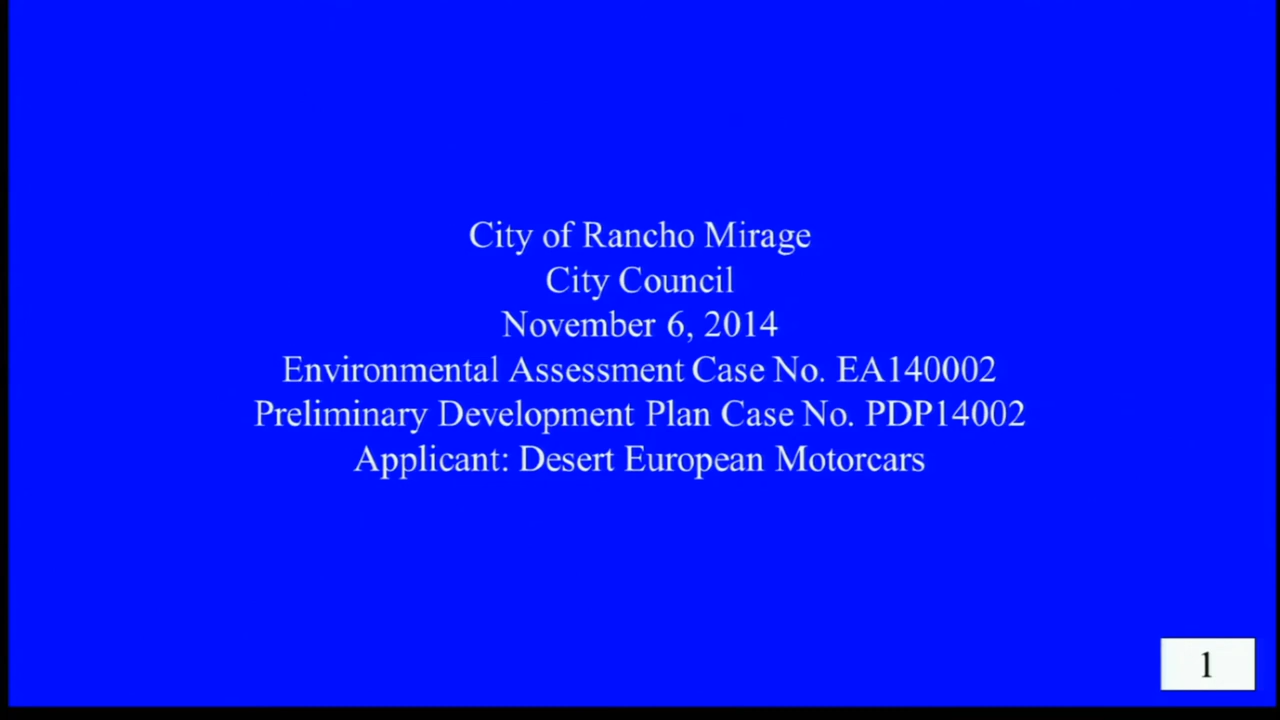 City of Rancho Mirage
City Council
November 6, 2014
Environmental Assessment Case No. EA140002
Preliminary Development Plan Case No. PDP14002
Applicant: Desert European Motorcars
1